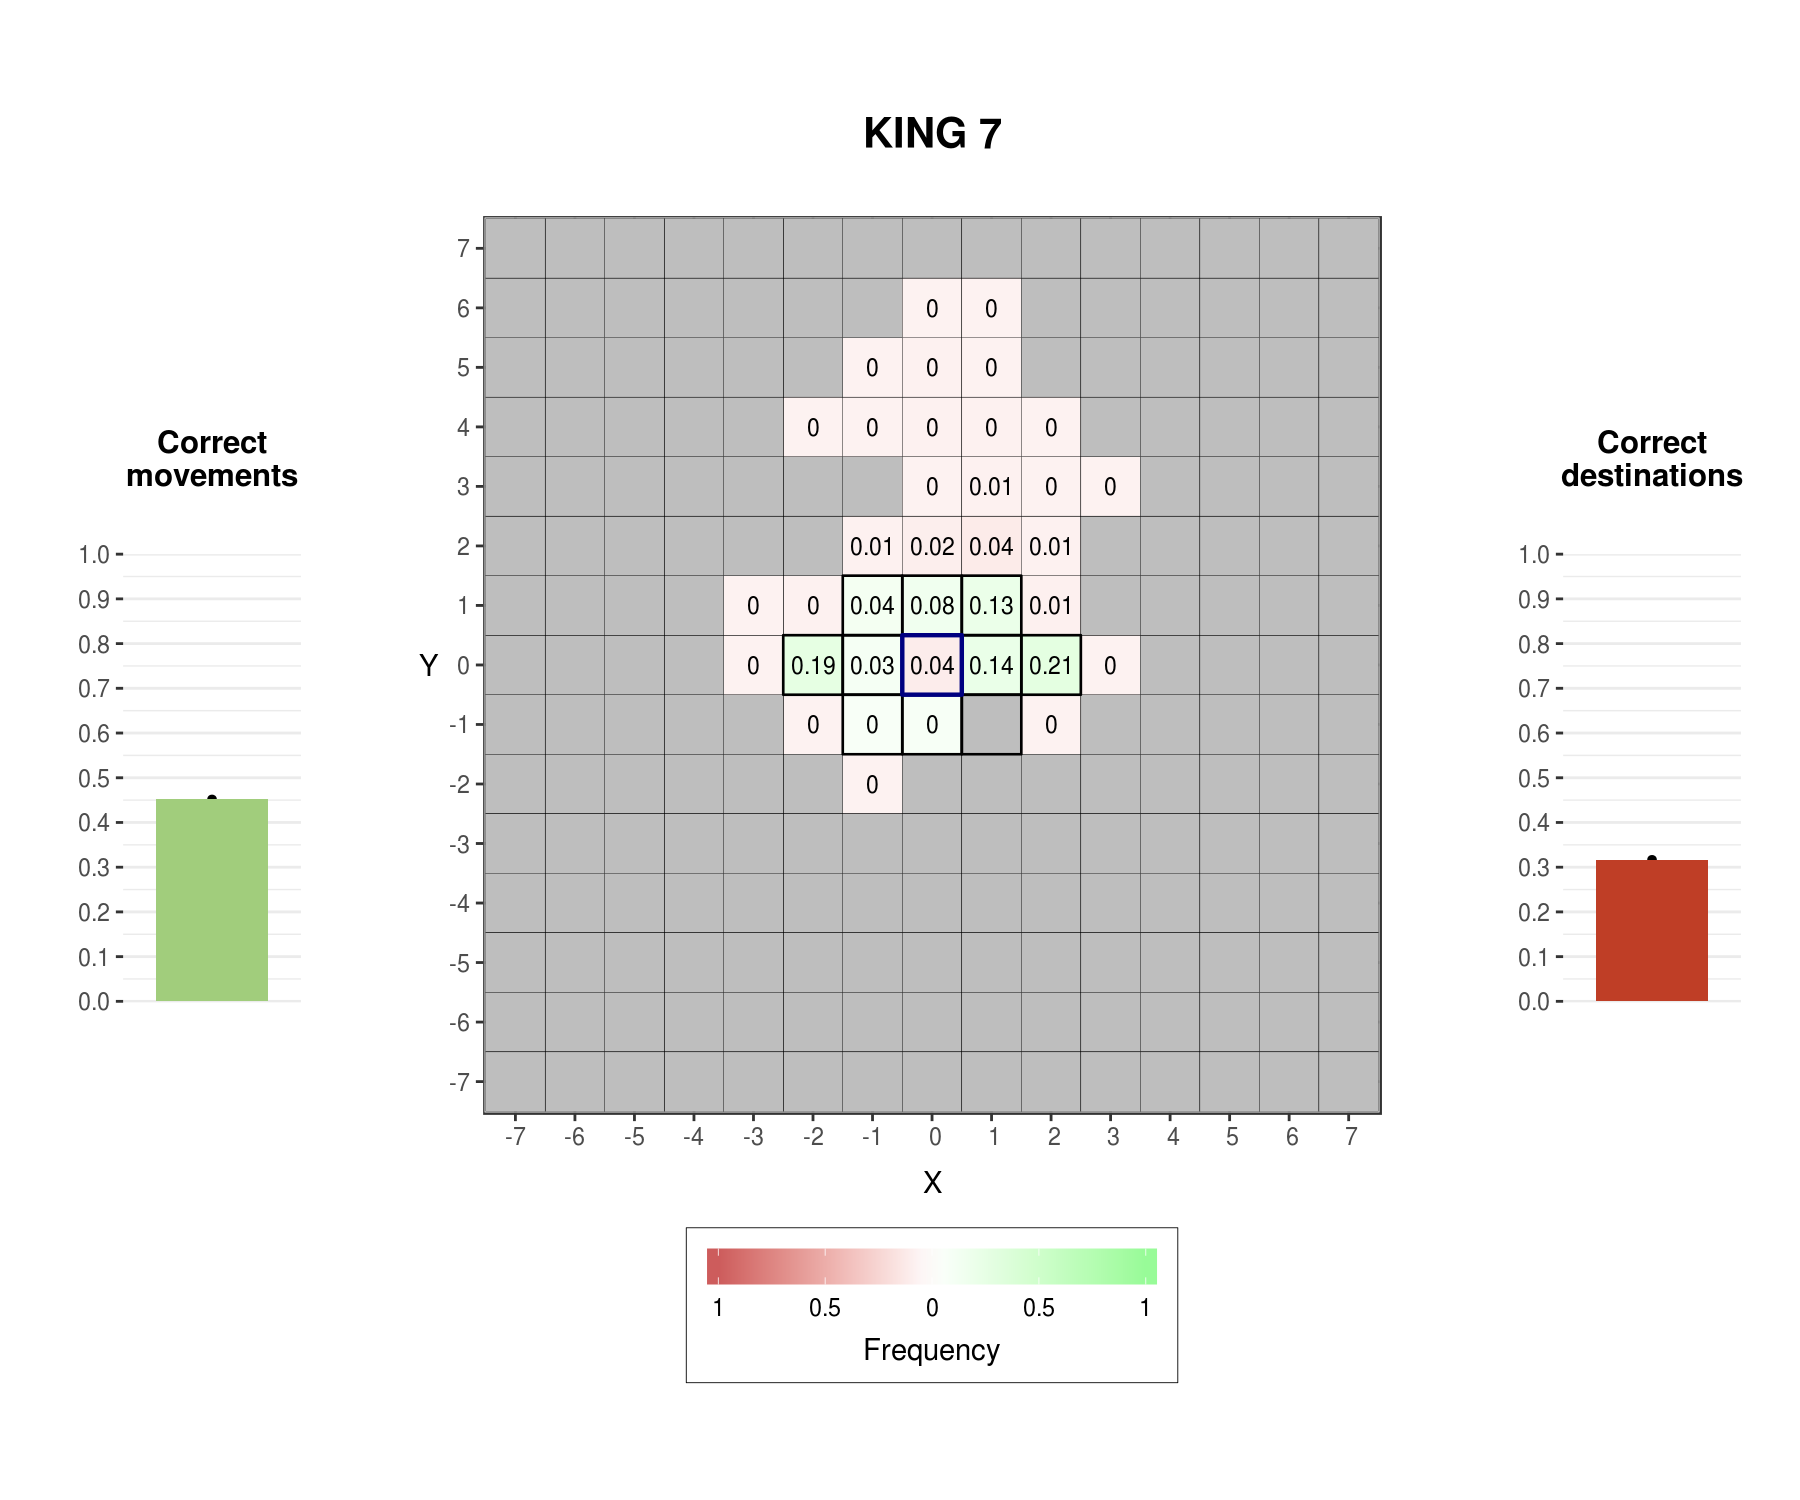 KING 7
Correct
movements
1.0
0.9
0.8
0.7
0.6
0.5
0.4
0.3
0.2
0.1
0.0
Y
7
6 0 0
5 0 0 0
4 0 0 0 0 0
3 0 0.01 0 0
2 0.01 0.02 0.04 0.01
1 0 0 0.04 0.08 0.13 0.01
0 0 0.19 0.03 0.04 0.14 0.21 0
-1 0 0 0 0
-2 0
-3
-4
-5
-6
-7
-7 -6 -5 -4 -3 -2 -1 0 1 2 3 4 5 6 7
X
1 0.5 0 0.5 1
Frequency
Correct
destinations
1.0
0.9
0.8
0.7
0.6
0.5
0.4
0.3
0.2
0.1
0.0